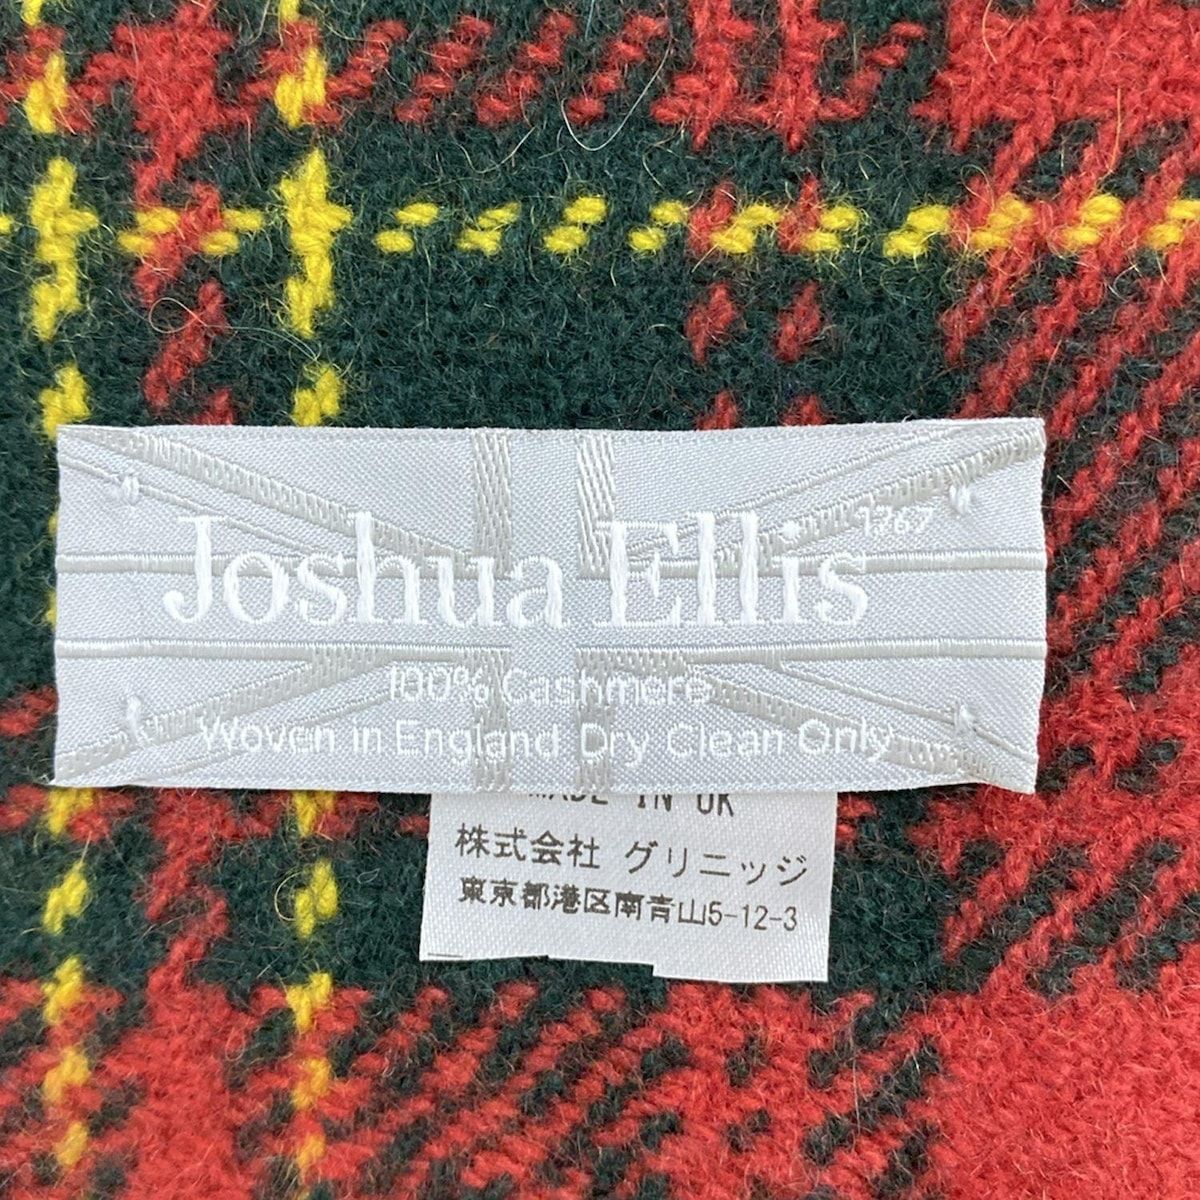 Joshua Ellis 1767
100% Cashmere
Woven in England Dry Clean Only
MADE IN UK
株式会社 グリニッジ
東京都港区南青山5-12-3